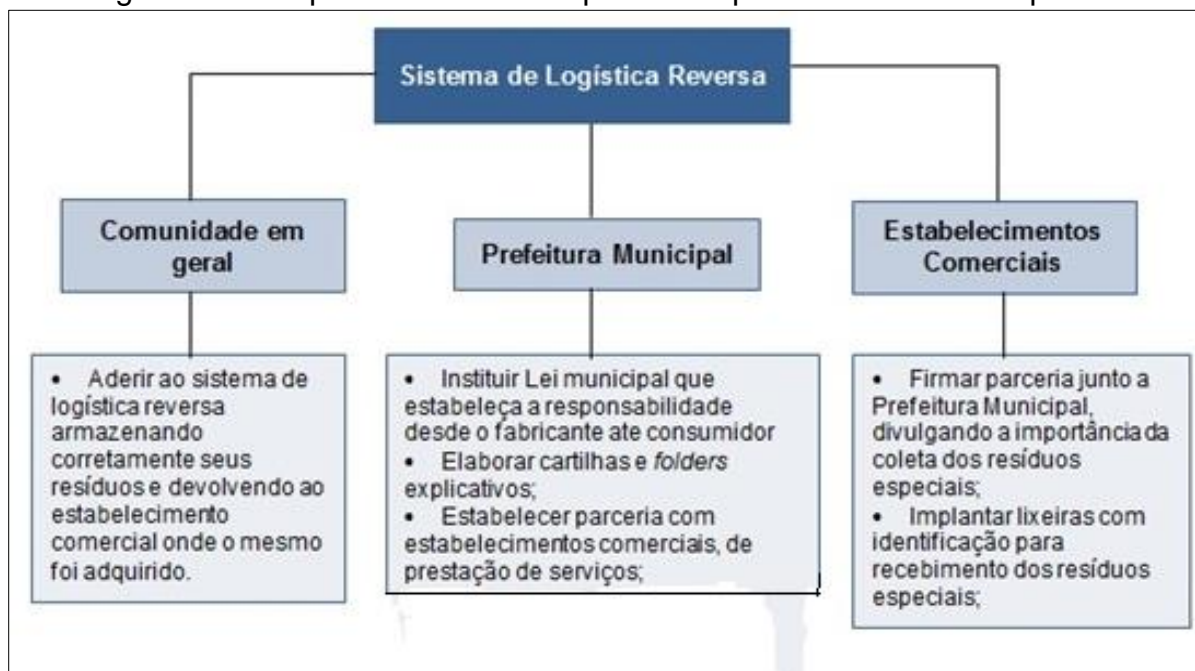 Sistema de Logística Reversa
Comunidade em
geral
Prefeitura Municipal
Estabelecimentos
Comerciais
• Aderir ao sistema de
logística reversa
armazenando
corretamente seus
resíduos e devolvendo ao
estabelecimento
comercial onde o mesmo
foi adquirido.
• Instituir Lei municipal que
estabeleça a responsabilidade
desde o fabricante ate consumidor
• Elaborar cartilhas e folders
explicativos;
• Estabelecer parceria com
estabelecimentos comerciais, de
prestação de serviços;
• Firmar parceria junto a
Prefeitura Municipal,
divulgando a importância da
coleta dos resíduos
especiais;
• Implantar lixeiras com
identificação para
recebimento dos resíduos
especiais;